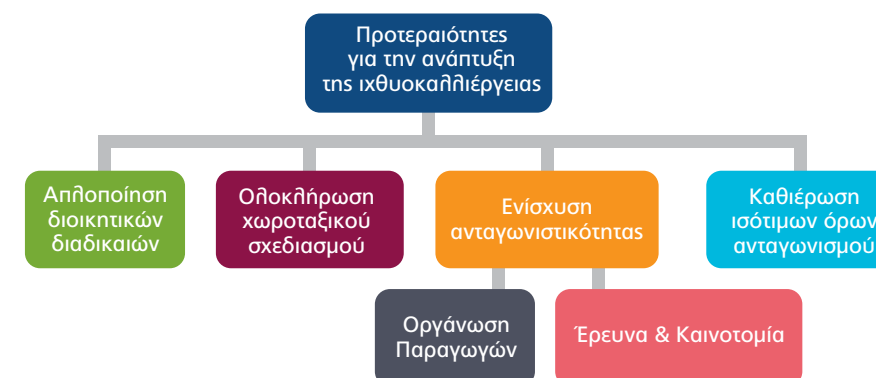 Προτεραιότητες
για την ανάπτυξη
της ιχθυοκαλλιέργειας
Απλοποίηση
διοικητικών
διαδικαιών
Ολοκλήρωση
χωροταξικού
σχεδιασμού
Ενίσχυση
ανταγωνιστικότητας
Καθιέρωση
ισότιμων όρων
ανταγωνισμού
Οργάνωση
Παραγωγών
Έρευνα & Καινοτομία